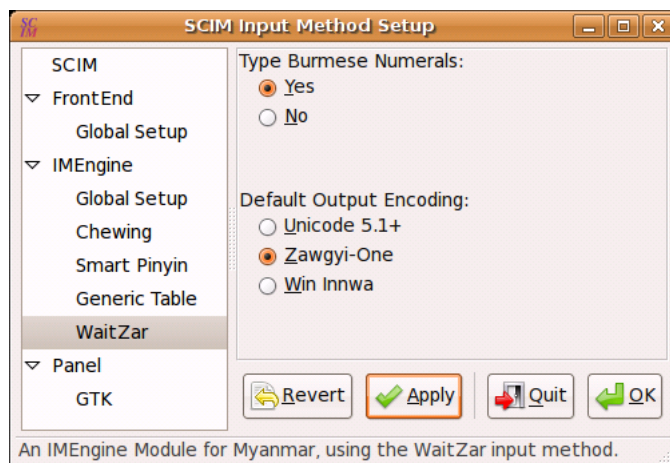 SCIM Input Method Setup
SCIM
FrontEnd
Global Setup
IMEngine
Global Setup
Chewing
Smart Pinyin
Generic Table
WaitZar
Panel
GTK
Type Burmese Numerals:
Yes
No
Default Output Encoding:
Unicode 5.1+
Zawgyi-One
Win Innwa
Revert
Apply
Quit
OK
An IMEngine Module for Myanmar, using the WaitZar input method.